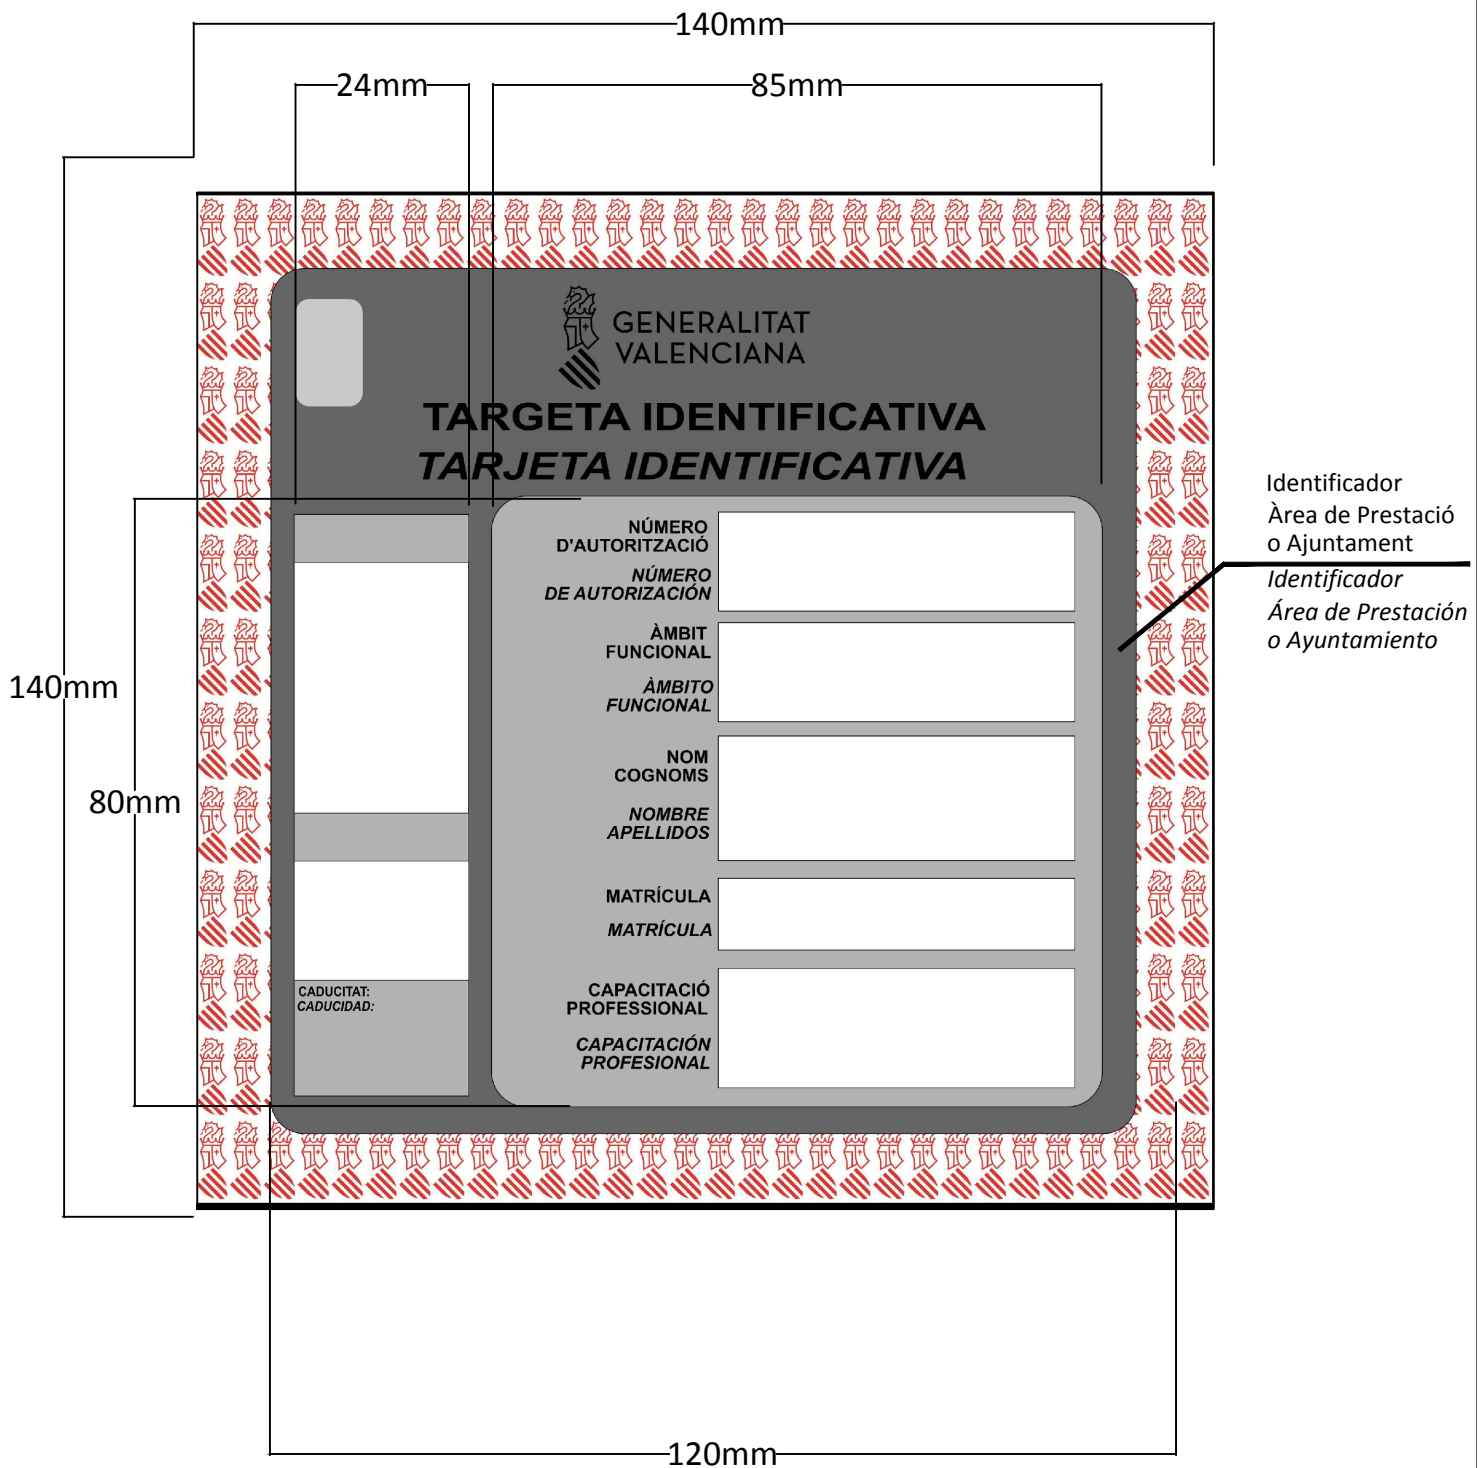 140mm
24mm
85mm
GENERALITAT
VALENCIANA
TARGETA IDENTIFICATIVA
TARJETA IDENTIFICATIVA
NÚMERO
D'AUTORITZACIÓ
NÚMERO
DE AUTORIZACIÓN
ÀMBIT
FUNCIONAL
ÀMBITO
FUNCIONAL
NOM
COGNOMS
NOMBRE
APELLIDOS
MATRÍCULA
MATRÍCULA
CAPACITACIÓ
PROFESSIONAL
CAPACITACIÓN
PROFESIONAL
CADUCITAT:
CADUCIDAD:
Identificador
Àrea de Prestació
o Ajuntament
Identificador
Área de Prestación
o Ayuntamiento
140mm
80mm
120mm